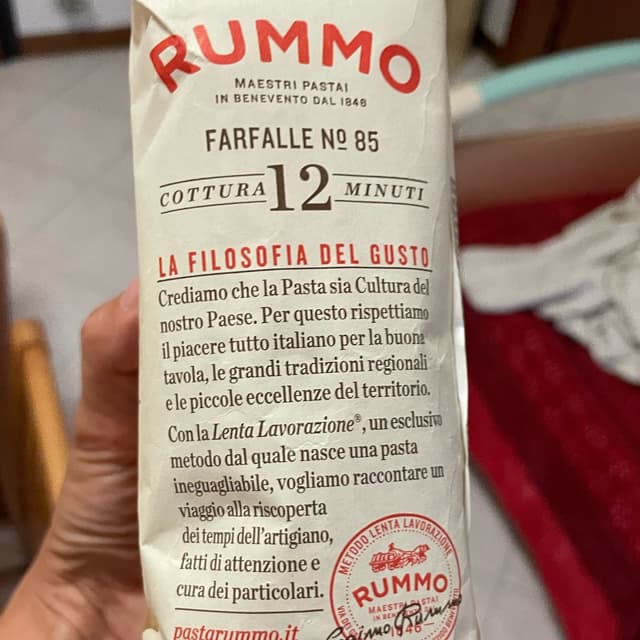 RUMMO
MAESTRI PASTAI
IN BENEVENTO DAL 1846
FARFALLE Nº 85
COTTURA 12 MINUTI
LA FILOSOFIA DEL GUSTO
Crediamo che la Pasta sia Cultura del
nostro Paese. Per questo rispettiamo
il piacere tutto italiano per la buona
tavola, le grandi tradizioni regionali
e le piccole eccellenze del territorio.
Con la Lenta Lavorazione®, un esclusivo
metodo dal quale nasce una pasta
ineguagliabile, vogliamo raccontare un
viaggio alla riscoperta
dei tempi dell'artigiano,
fatti di attenzione e
cura dei particolari.
pastarummo.it
METODO LENTA LAVORAZIONE
RUMMO
MAESTRI PASTAI
IN BENEVENTO DAL
1846